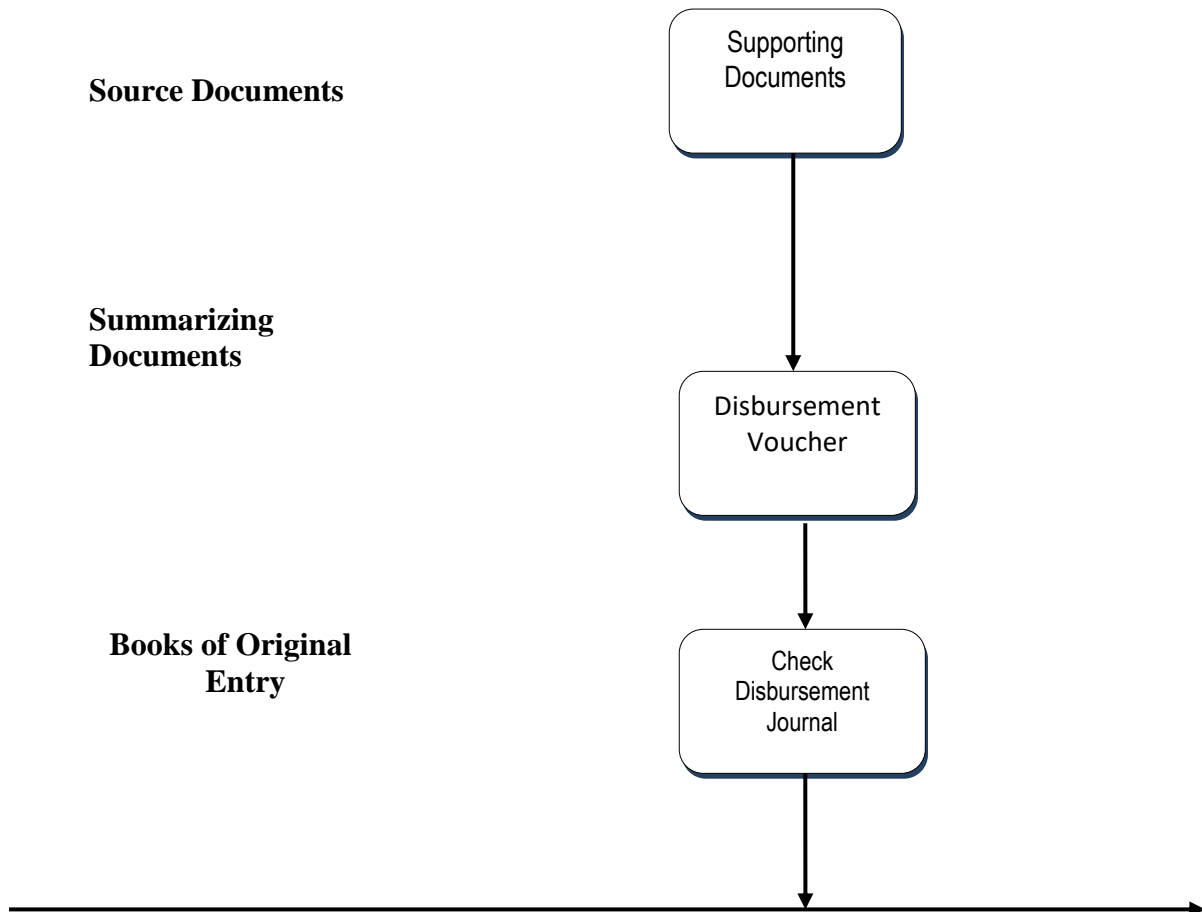 Source Documents
Supporting
Documents
Summarizing
Documents
Disbursement
Voucher
Books of Original
Entry
Check
Disbursement
Journal